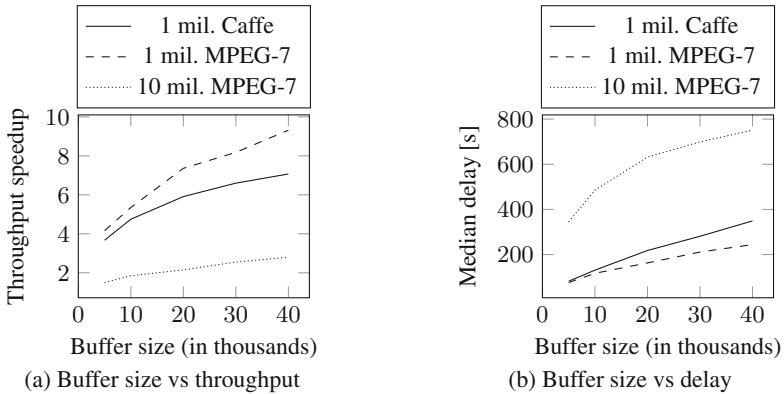 1 mil. Caffe
1 mil. MPEG-7
10 mil. MPEG-7
10
8
6
4
2
0 10 20 30 40
Throughput speedup
Buffer size (in thousands)
(a) Buffer size vs throughput
1 mil. Caffe
1 mil. MPEG-7
10 mil. MPEG-7
800
600
400
200
0 10 20 30 40
Median delay [s]
Buffer size (in thousands)
(b) Buffer size vs delay